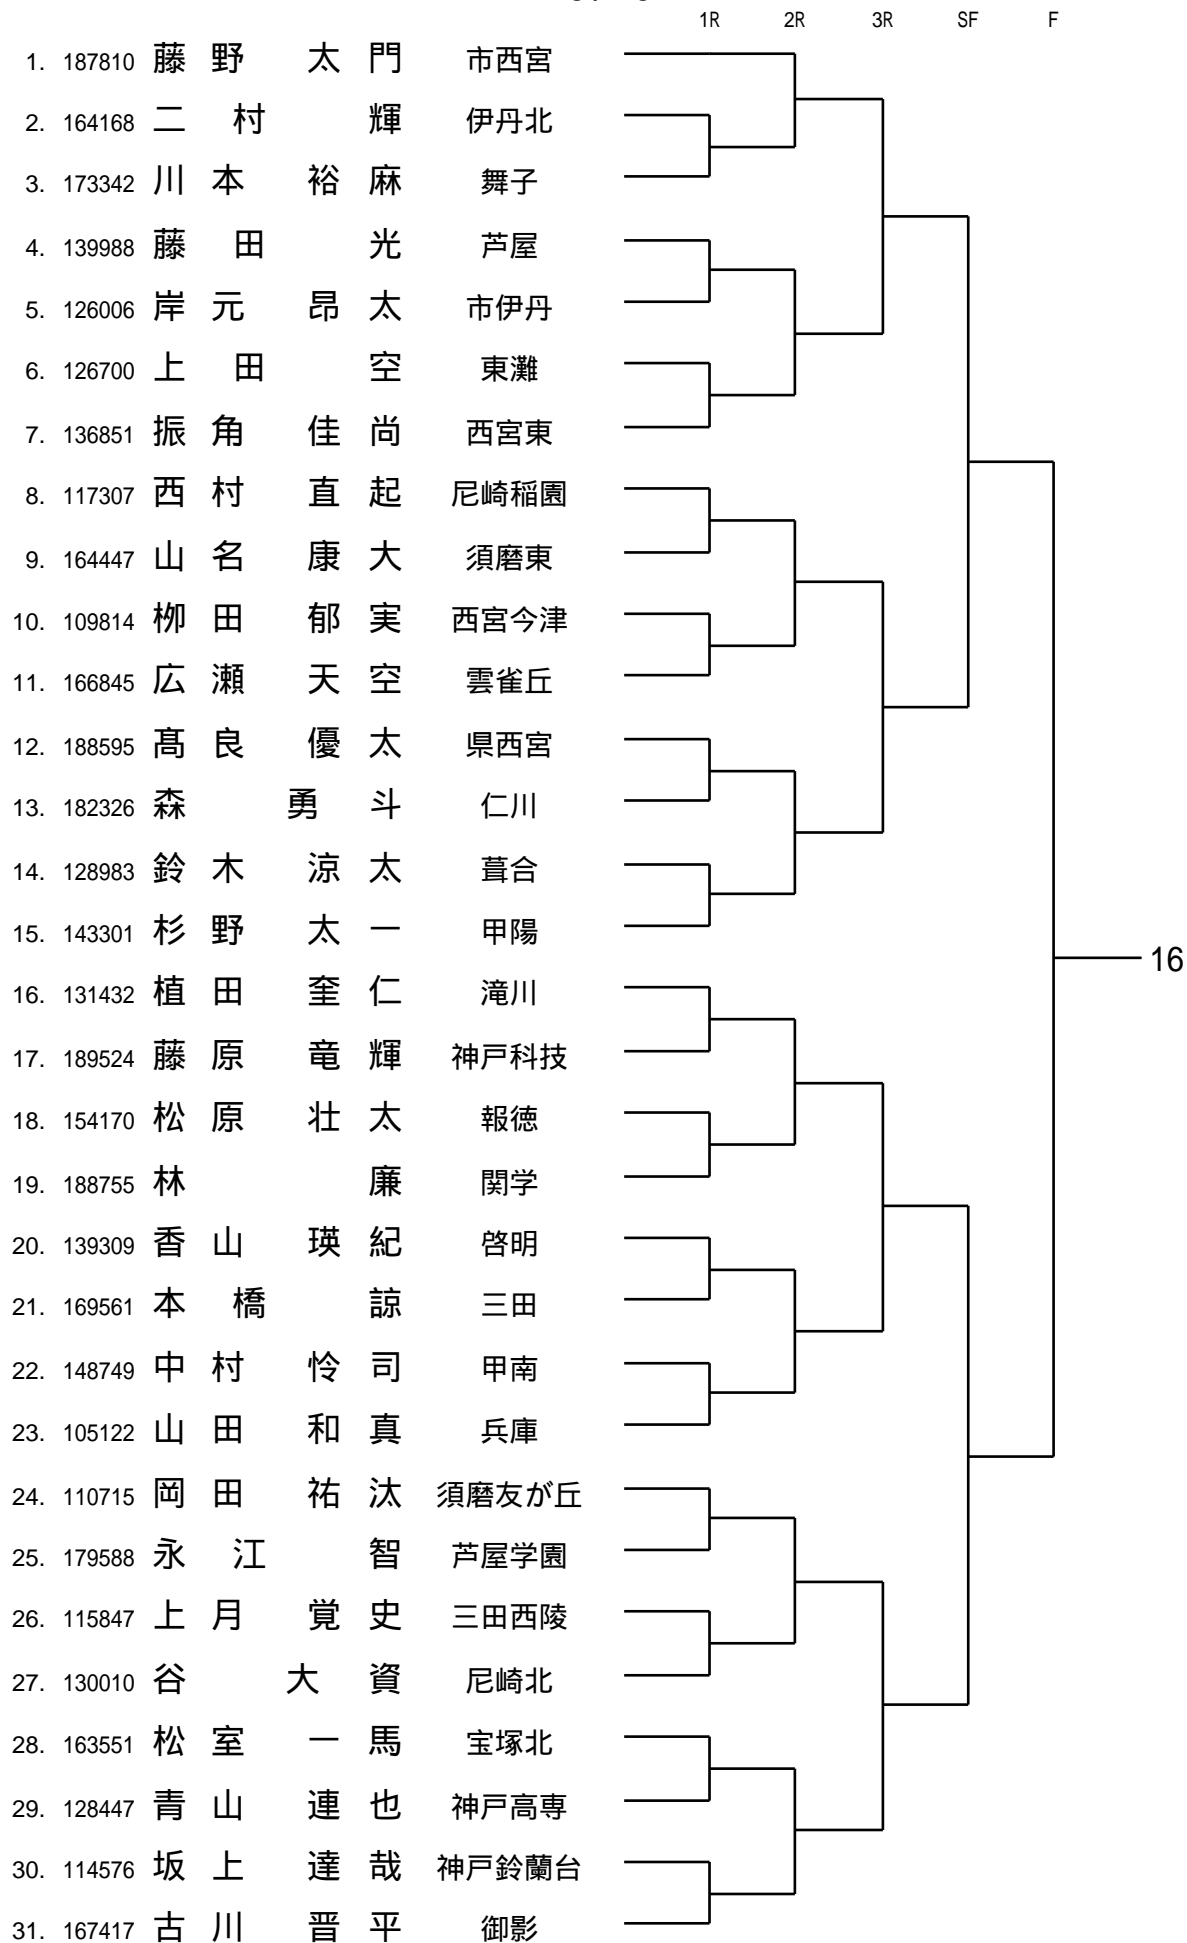 1R 2R 3R SF F
1. 187810 藤野 太門 市西宮
2. 164168 二村 輝 伊丹北
3. 173342 川本 裕麻 舞子
4. 139988 藤田 光 芦屋
5. 126006 岸元 昂太 市伊丹
6. 126700 上田 空 東灘
7. 136851 振角 佳尚 西宮東
8. 117307 西村 直起 尼崎稲園
9. 164447 山名 康大 須磨東
10. 109814 栁田 郁実 西宮今津
11. 166845 広瀬 天空 雲雀丘
12. 188595 髙良 優太 県西宮
13. 182326 森 勇斗 仁川
14. 128983 鈴木 涼太 葺合
15. 143301 杉野 太一 甲陽
16
16. 131432 植田 奎仁 滝川
17. 189524 藤原 竜輝 神戸科技
18. 154170 松原 壮太 報徳
19. 188755 林 廉 関学
20. 139309 香山 瑛紀 啓明
21. 169561 本橋 諒 三田
22. 148749 中村 怜司 甲南
23. 105122 山田 和真 兵庫
24. 110715 岡田 祐汰 須磨友が丘
25. 179588 永江 智 芦屋学園
26. 115847 上月 覚史 三田西陵
27. 130010 谷 大資 尼崎北
28. 163551 松室 一馬 宝塚北
29. 128447 青山 連也 神戸高専
30. 114576 坂上 達哉 神戸鈴蘭台
31. 167417 古川 晋平 御影